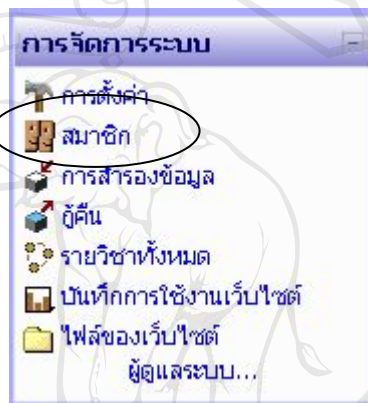 การจัดการระบบ
การตั้งค่า
สมาชิก
การสำรองข้อมูล
กู้คืน
รายวิชาทั้งหมด
บันทึกการใช้งานเว็บไซต์
ไฟล์ของเว็บไซต์
ผู้ดูแลระบบ...